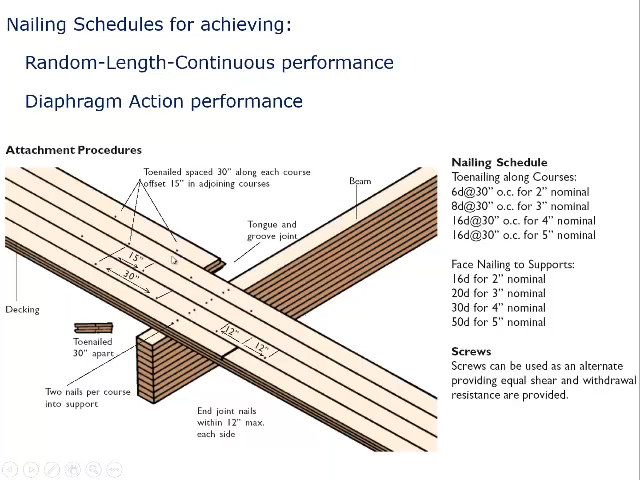 Nailing Schedules for achieving:
Random-Length-Continuous performance
Diaphragm Action performance
Attachment Procedures
Toenailed spaced 30" along each course
offset 15" in adjoining courses
Beam
Tongue and
groove joint
15"
30"
Decking
12"
12"
Toenailed
30" apart
Two nails per course
into support
End joint nails
within 12" max.
each side
Nailing Schedule
Toenailing along Courses:
6d@30" o.c. for 2" nominal
8d@30" o.c. for 3" nominal
16d@30" o.c. for 4" nominal
16d@30" o.c. for 5" nominal
Face Nailing to Supports:
16d for 2" nominal
20d for 3" nominal
30d for 4" nominal
50d for 5" nominal
Screws
Screws can be used as an alternate
providing equal shear and withdrawal
resistance are provided.